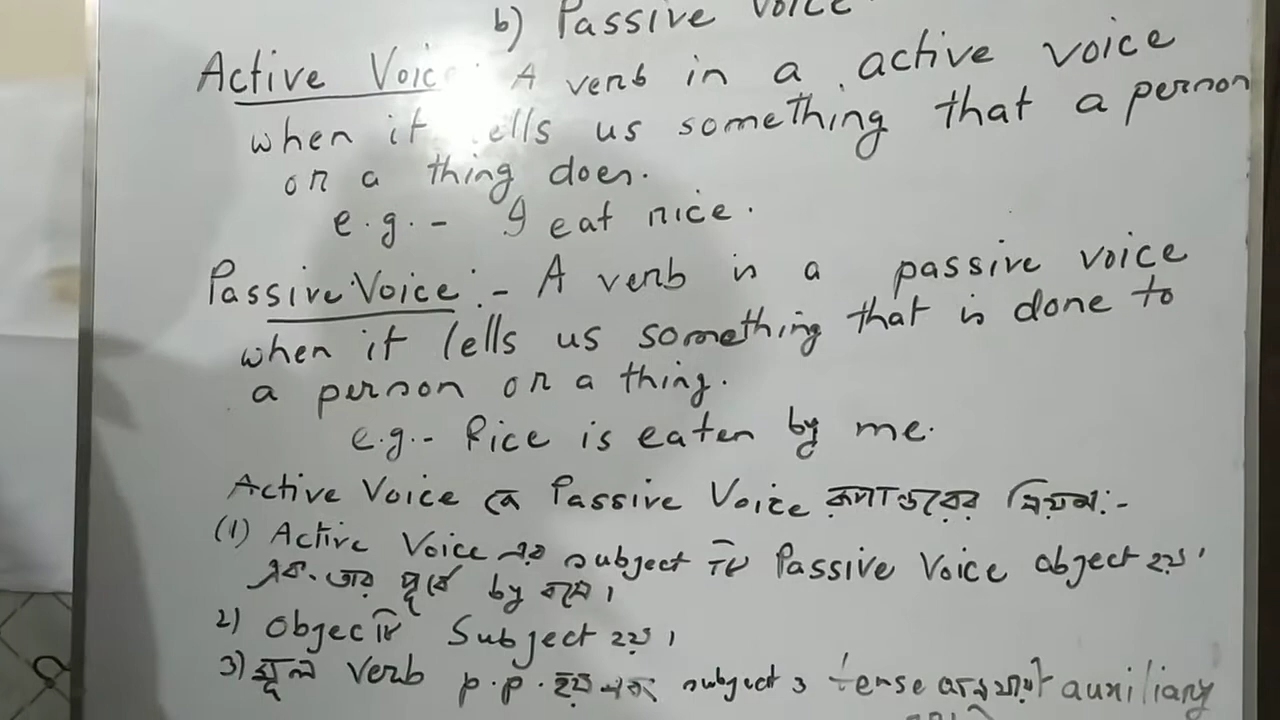 b) Passive Voice
Active Voice : A verb in a active voice
when it tells us something that a person
or a thing does.
e.g.- I eat rice.
Passive Voice :- A verb is a passive voice
when it tells us something that is done to
a person or a thing.
e.g.- Rice is eaten by me.
Active Voice কে Passive Voice রূপান্তরের নিয়ম:-
(1) Active Voice এর subject টি Passive Voice object হয়।
এবং তার পূর্বে by বসে।
2) Object টি Subject হয়।
3) মূল verb p.p. হয় এবং subject ও tense অনুযায়ী auxiliary